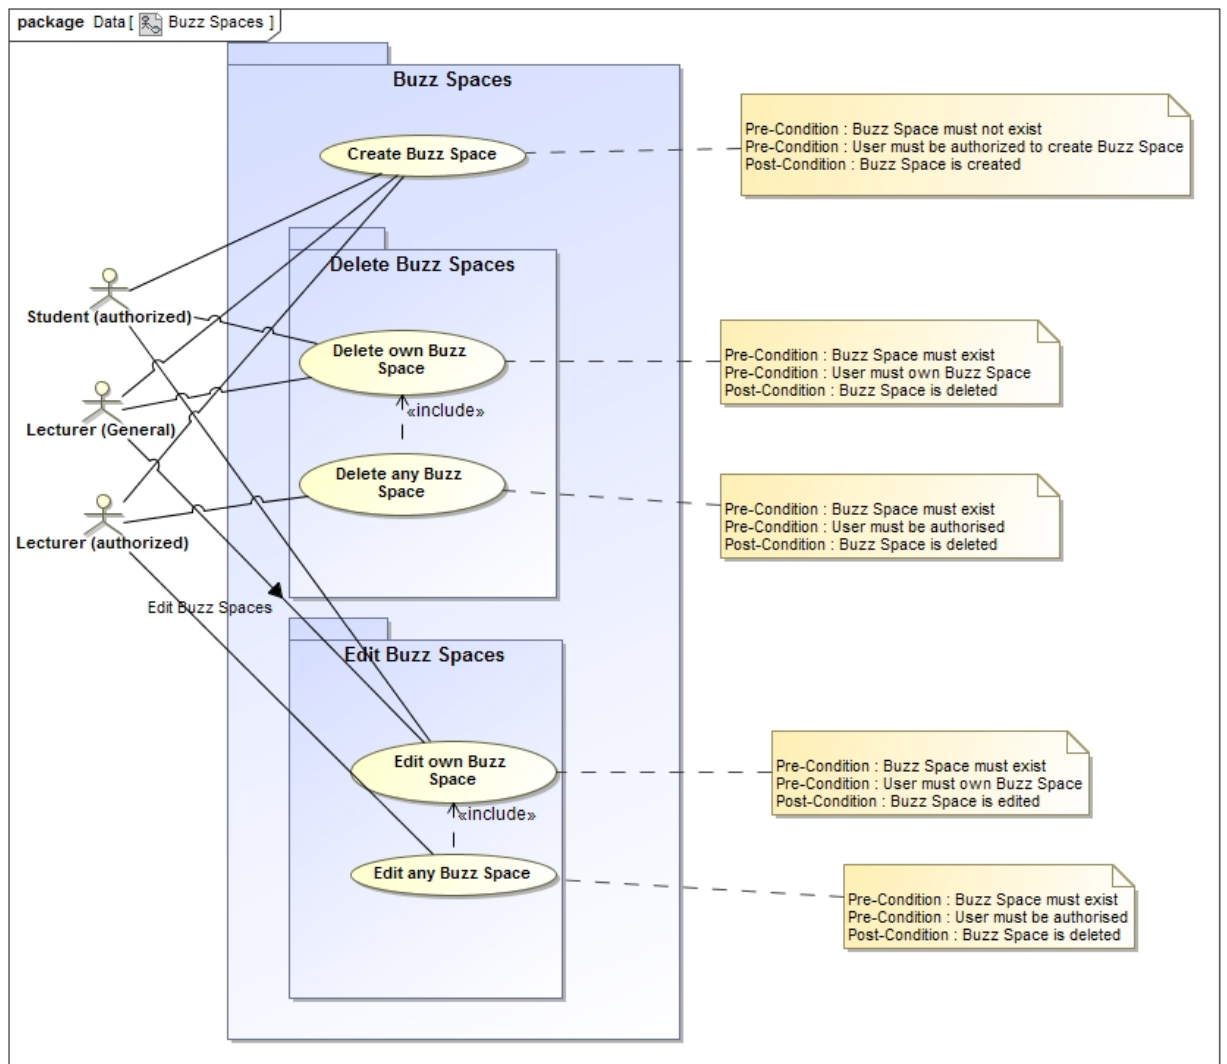 package Data [ Buzz Spaces ]
Buzz Spaces
Create Buzz Space
Pre-Condition : Buzz Space must not exist
Pre-Condition : User must be authorized to create Buzz Space
Post-Condition : Buzz Space is created
Delete Buzz Spaces
Student (authorized)
Delete own Buzz
Space
Pre-Condition : Buzz Space must exist
Pre-Condition : User must own Buzz Space
Post-Condition : Buzz Space is deleted
«include»
Lecturer (General)
Delete any Buzz
Space
Pre-Condition : Buzz Space must exist
Pre-Condition : User must be authorised
Post-Condition : Buzz Space is deleted
Lecturer (authorized)
Edit Buzz Spaces
Edit Buzz Spaces
Edit own Buzz
Space
Pre-Condition : Buzz Space must exist
Pre-Condition : User must own Buzz Space
Post-Condition : Buzz Space is edited
«include»
Edit any Buzz Space
Pre-Condition : Buzz Space must exist
Pre-Condition : User must be authorised
Post-Condition : Buzz Space is deleted